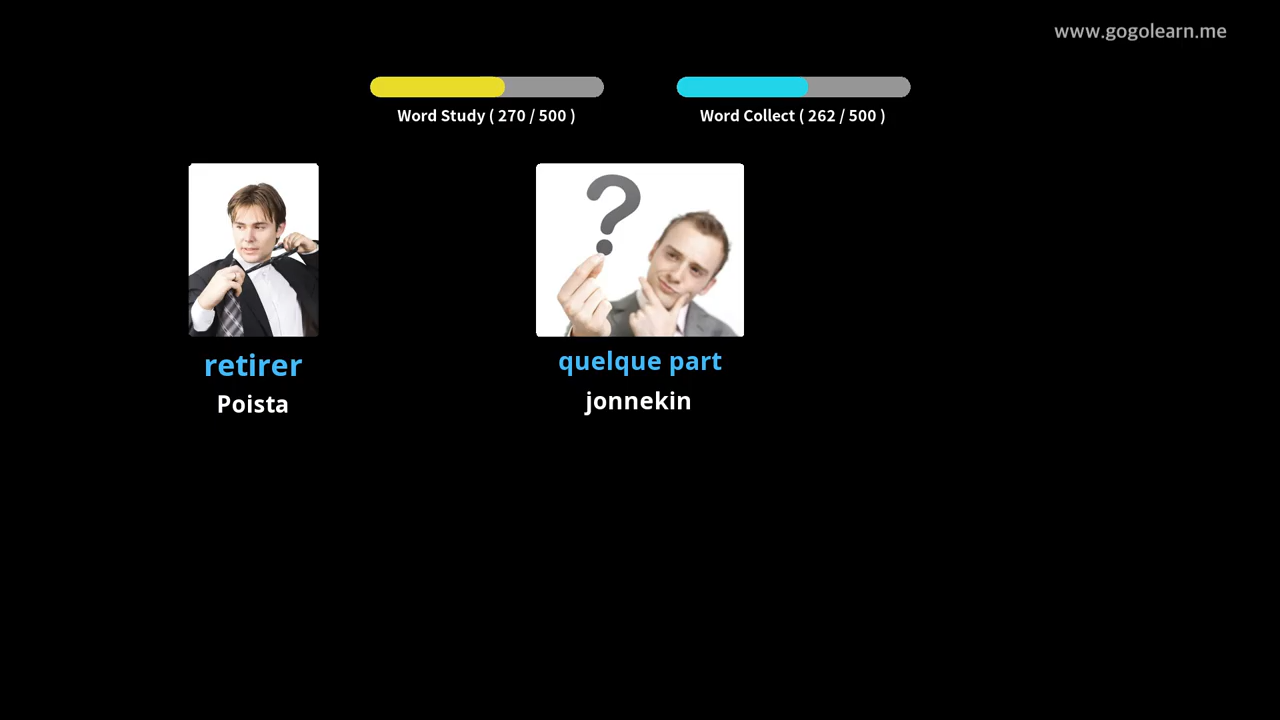 www.gogolearn.me
Word Study ( 270 / 500 )
Word Collect ( 262 / 500 )
retirer
Poista
quelque part
jonnekin